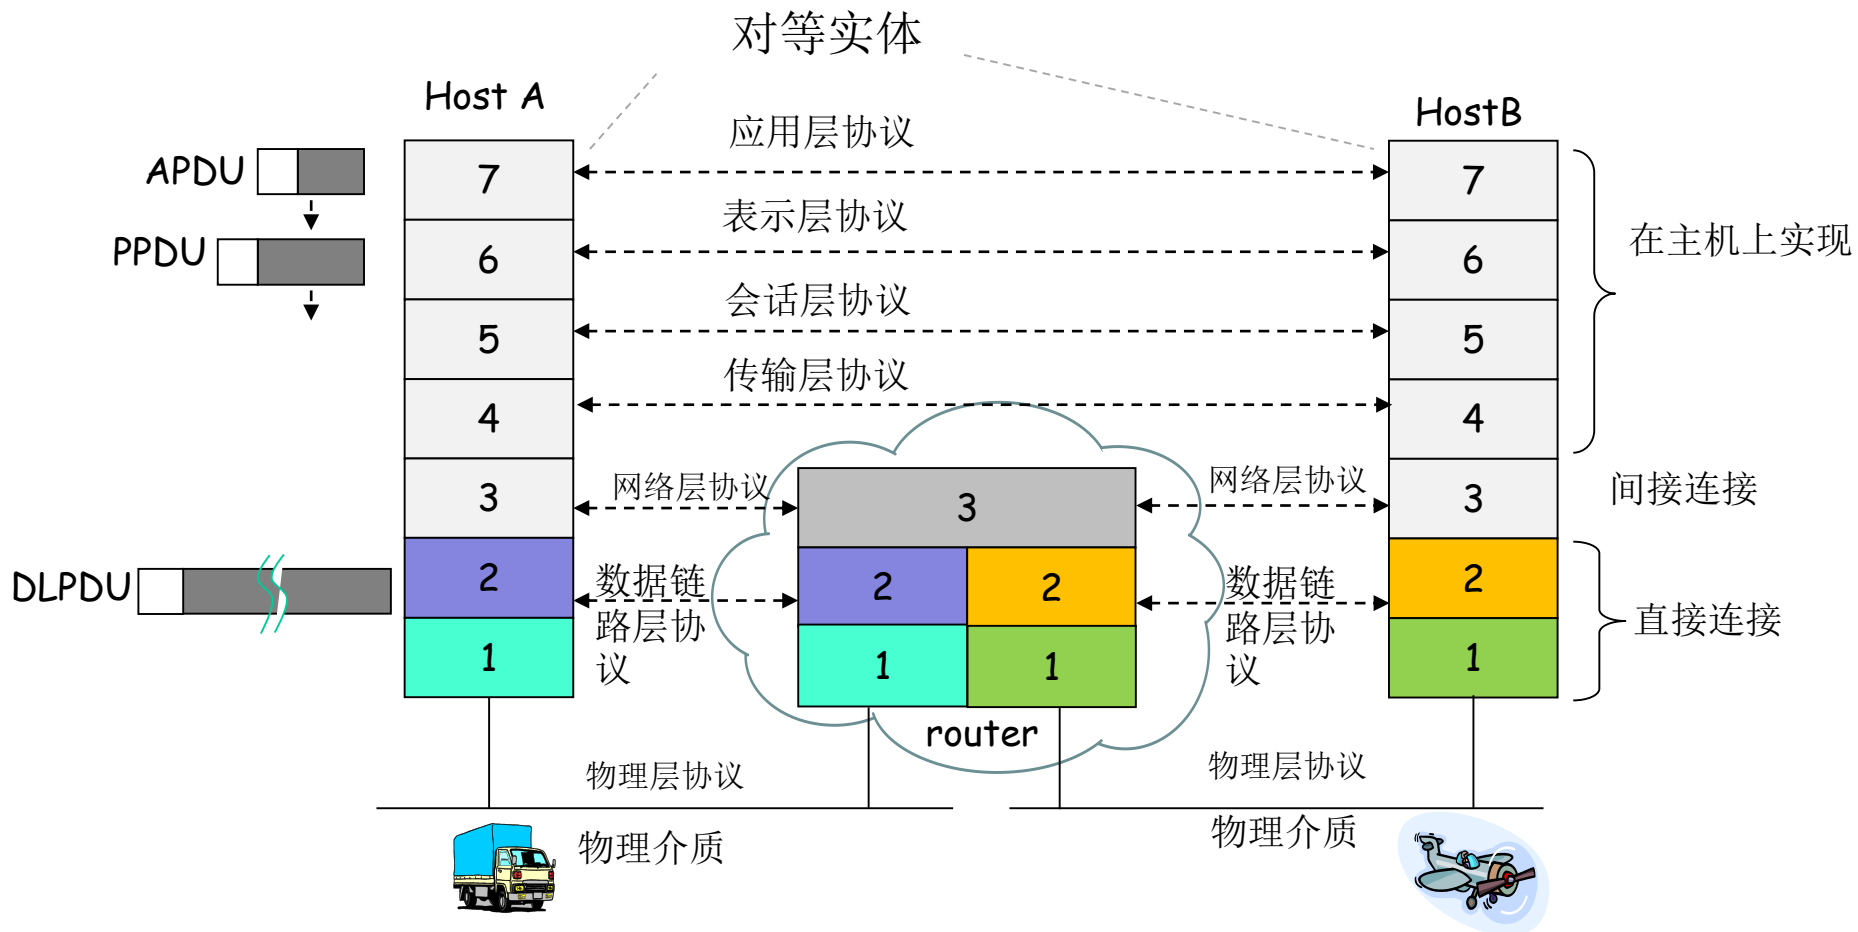 对等实体
Host A
HostB
应用层协议
APDU
7
7
表示层协议
在主机上实现
PPDU
6
6
会话层协议
5
5
传输层协议
4
4
网络层协议
网络层协议
间接连接
3
3
3
DLPDU
2
数据链
路层协
议
2
2
数据链
路层协
议
2
直接连接
1
1
1
1
router
物理层协议
物理层协议
物理介质
物理介质